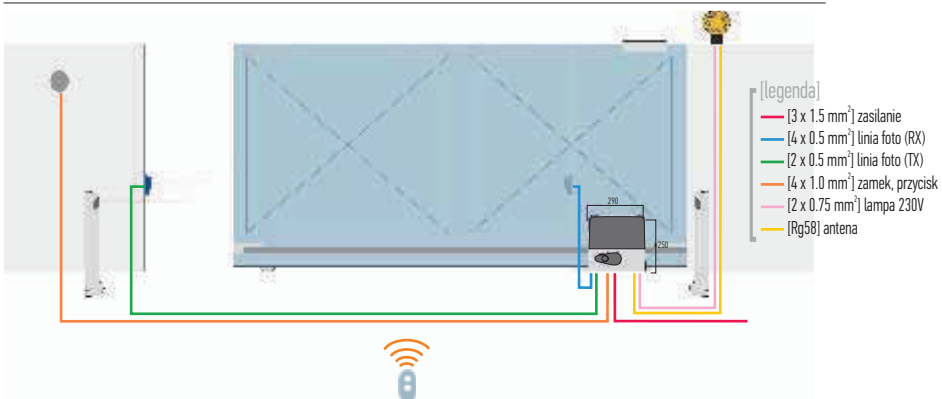 [legenda]
[3 x 1.5 mm²] zasilanie
[4 x 0.5 mm²] linia foto (RX)
[2 x 0.5 mm²] linia foto (TX)
[4 x 1.0 mm²] zamek, przycisk
[2 x 0.75 mm²] lampa 230V
[Rg58] antena
290
250